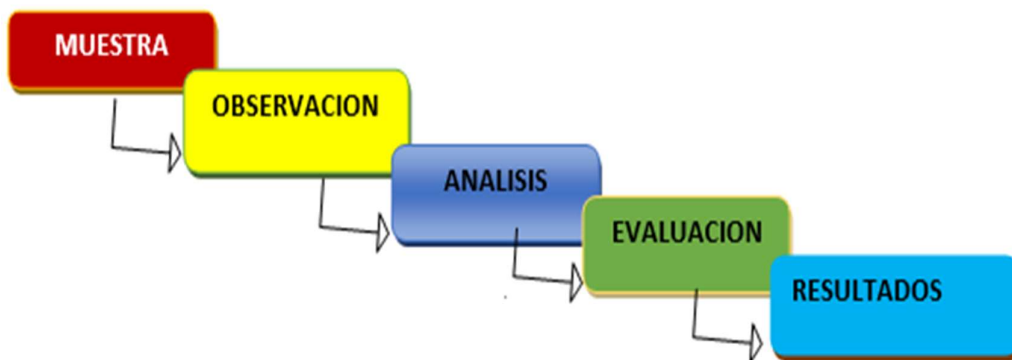 MUESTRA
OBSERVACION
ANALISIS
EVALUACION
RESULTADOS